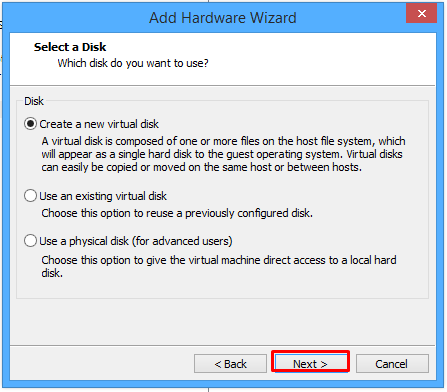 Add Hardware Wizard
Select a Disk
Which disk do you want to use?
Disk
Create a new virtual disk
A virtual disk is composed of one or more files on the host file system, which
will appear as a single hard disk to the guest operating system. Virtual disks
can easily be copied or moved on the same host or between hosts.
Use an existing virtual disk
Choose this option to reuse a previously configured disk.
Use a physical disk (for advanced users)
Choose this option to give the virtual machine direct access to a local hard
disk.
< Back
Next >
Cancel